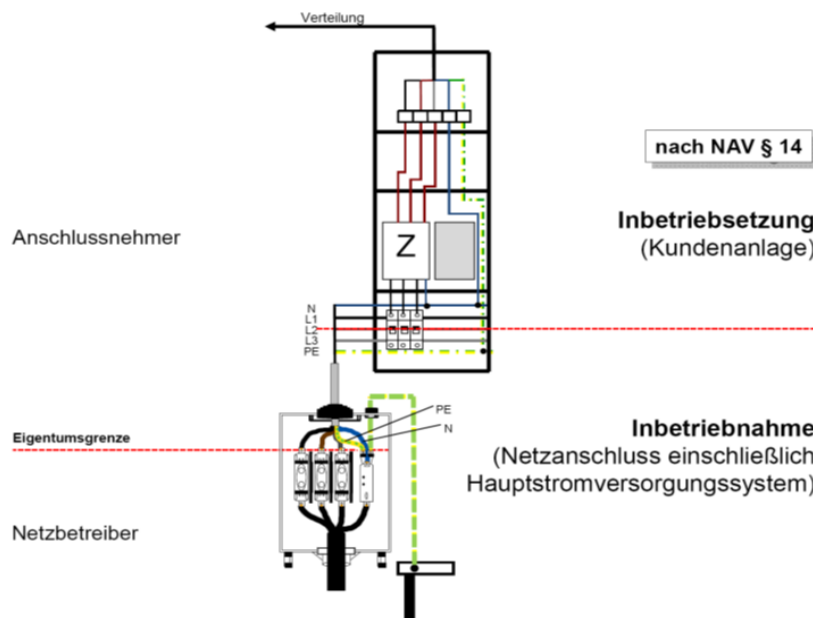 Verteilung
nach NAV § 14
Anschlussnehmer
Inbetriebsetzung
(Kundenanlage)
Z
N
L1
L2
L3
PE
PE
N
Eigentumsgrenze
Inbetriebnahme
(Netzanschluss einschließlich
Hauptstromversorgungssystem)
Netzbetreiber